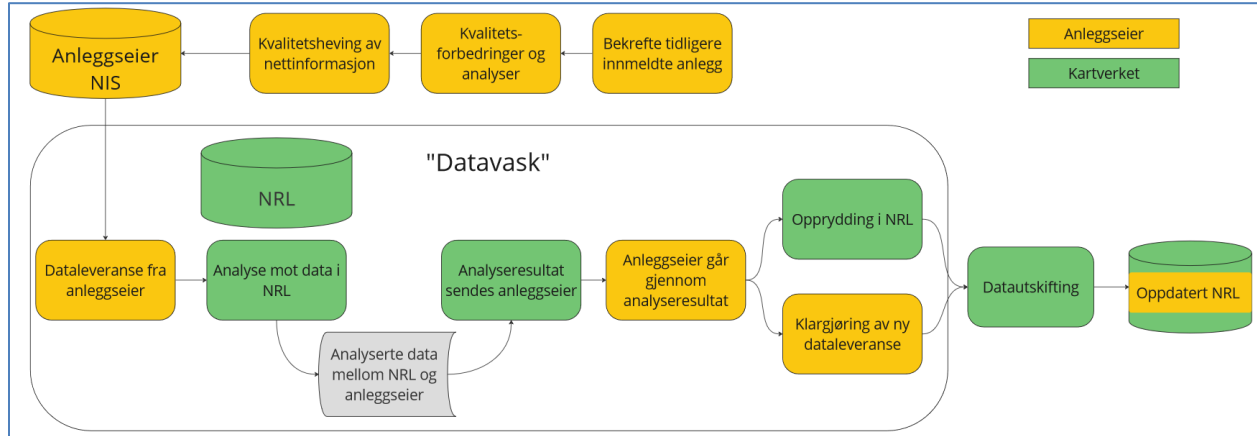 Anleggseier
NIS
Kvalitetsheving av
nettinformasjon
Kvalitets-
forbedringer og
analyser
Bekrefte tidligere
innmeldte anlegg
Anleggseier
Kartverket
"Datavask"
NRL
Dataleveranse fra
anleggseier
Analyse mot data i
NRL
Analyserte data
mellom NRL og
anleggseier
Analyseresultat
sendes anleggseier
Anleggseier går
gjennom
analyseresultat
Opprydding i NRL
Klargjøring av ny
dataleveranse
Datautskifting
Oppdatert NRL